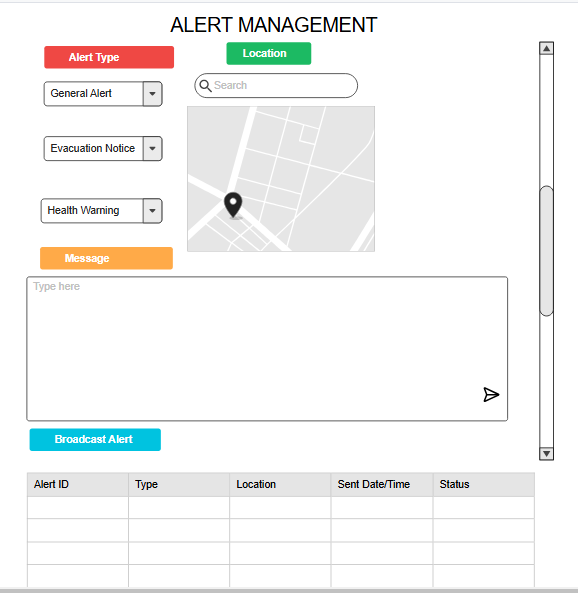 ALERT MANAGEMENT
Alert Type
Location
General Alert
Search
Evacuation Notice
Health Warning
Message
Type here
Broadcast Alert
Alert ID Type Location Sent Date/Time Status